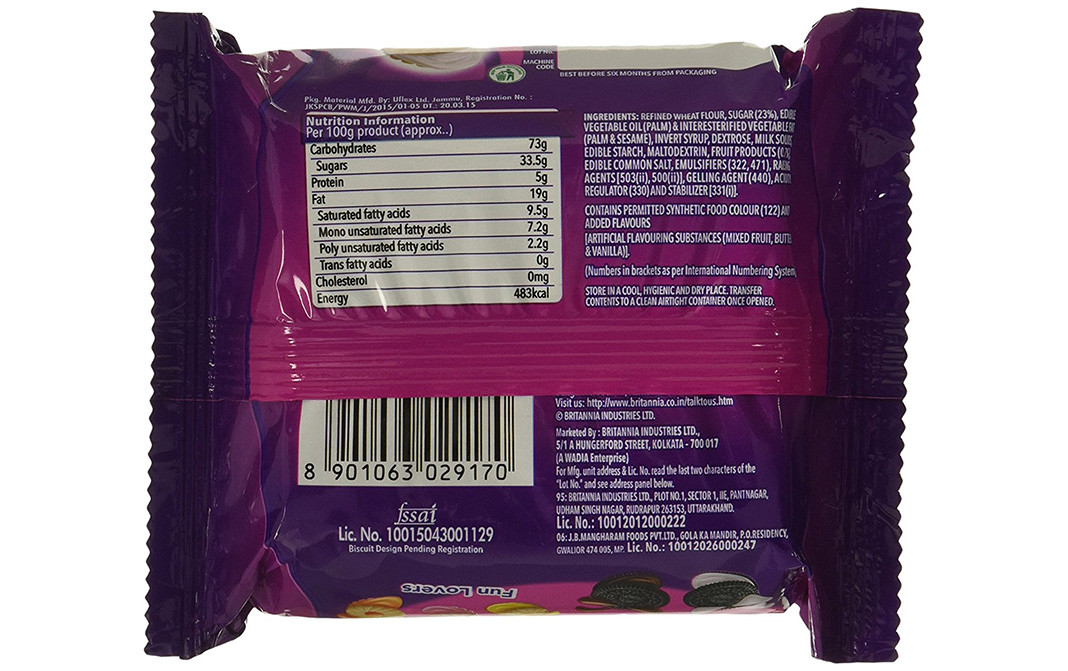 LOT No.
MACHINE
CODE
BEST BEFORE SIX MONTHS FROM PACKAGING
Pkg. Material Mfd. By: Uflex Ltd. Jammu, Registration No. :
JKSPCB/PWM/J/2015/01-05 DT.: 20.03.15
Nutrition Information
Per 100g product (approx..)
Carbohydrates 73g
Sugars 33.5g
Protein 5g
Fat 19g
Saturated fatty acids 9.5g
Mono unsaturated fatty acids 7.2g
Poly unsaturated fatty acids 2.2g
Trans fatty acids 0g
Cholesterol 0mg
Energy 483kcal
INGREDIENTS: REFINED WHEAT FLOUR, SUGAR (23%),
VEGETABLE OIL (PALM) & INTERESTERIFIED VEGETABLE
(PALM & SESAME), INVERT SYRUP, DEXTROSE, MILK SOLIDS
EDIBLE STARCH, MALTODEXTRIN, FRUIT PRODUCTS
EDIBLE COMMON SALT, EMULSIFIERS (322, 471),
AGENTS [503(ii), 500(ii)], GELLING AGENT (440),
REGULATOR (330) AND STABILIZER [331(i)].
CONTAINS PERMITTED SYNTHETIC FOOD COLOUR (122)
ADDED FLAVOURS
[ARTIFICIAL FLAVOURING SUBSTANCES (MIXED FRUIT,
& VANILLA)].
(Numbers in brackets as per International Numbering System
STORE IN A COOL, HYGIENIC AND DRY PLACE. TRANSFER
CONTENTS TO A CLEAN AIRTIGHT CONTAINER ONCE OPENED.
8 901063 029170
fssai
Lic. No. 10015043001129
Biscuit Design Pending Registration
Visit us: http://www.britannia.co.in/talktous.htm
© BRITANNIA INDUSTRIES LTD.
Marketed By : BRITANNIA INDUSTRIES LTD.,
5/1 A HUNGERFORD STREET, KOLKATA - 700 017
(A WADIA Enterprise)
For Mfg. unit address & Lic. No. read the last two characters of the
"Lot No." and see address panel below.
95: BRITANNIA INDUSTRIES LTD., PLOT NO.1, SECTOR 1, IIE, PANTNAGAR,
UDHAM SINGH NAGAR, RUDRAPUR 263153, UTTARAKHAND.
Lic. No.: 10012012000222
06: J.B.MANGHARAM FOODS PVT.LTD., GOLA KA MANDIR, P.O.RESIDENCY,
GWALIOR 474 005, MP. Lic. No.: 10012026000247
Fun Lovers